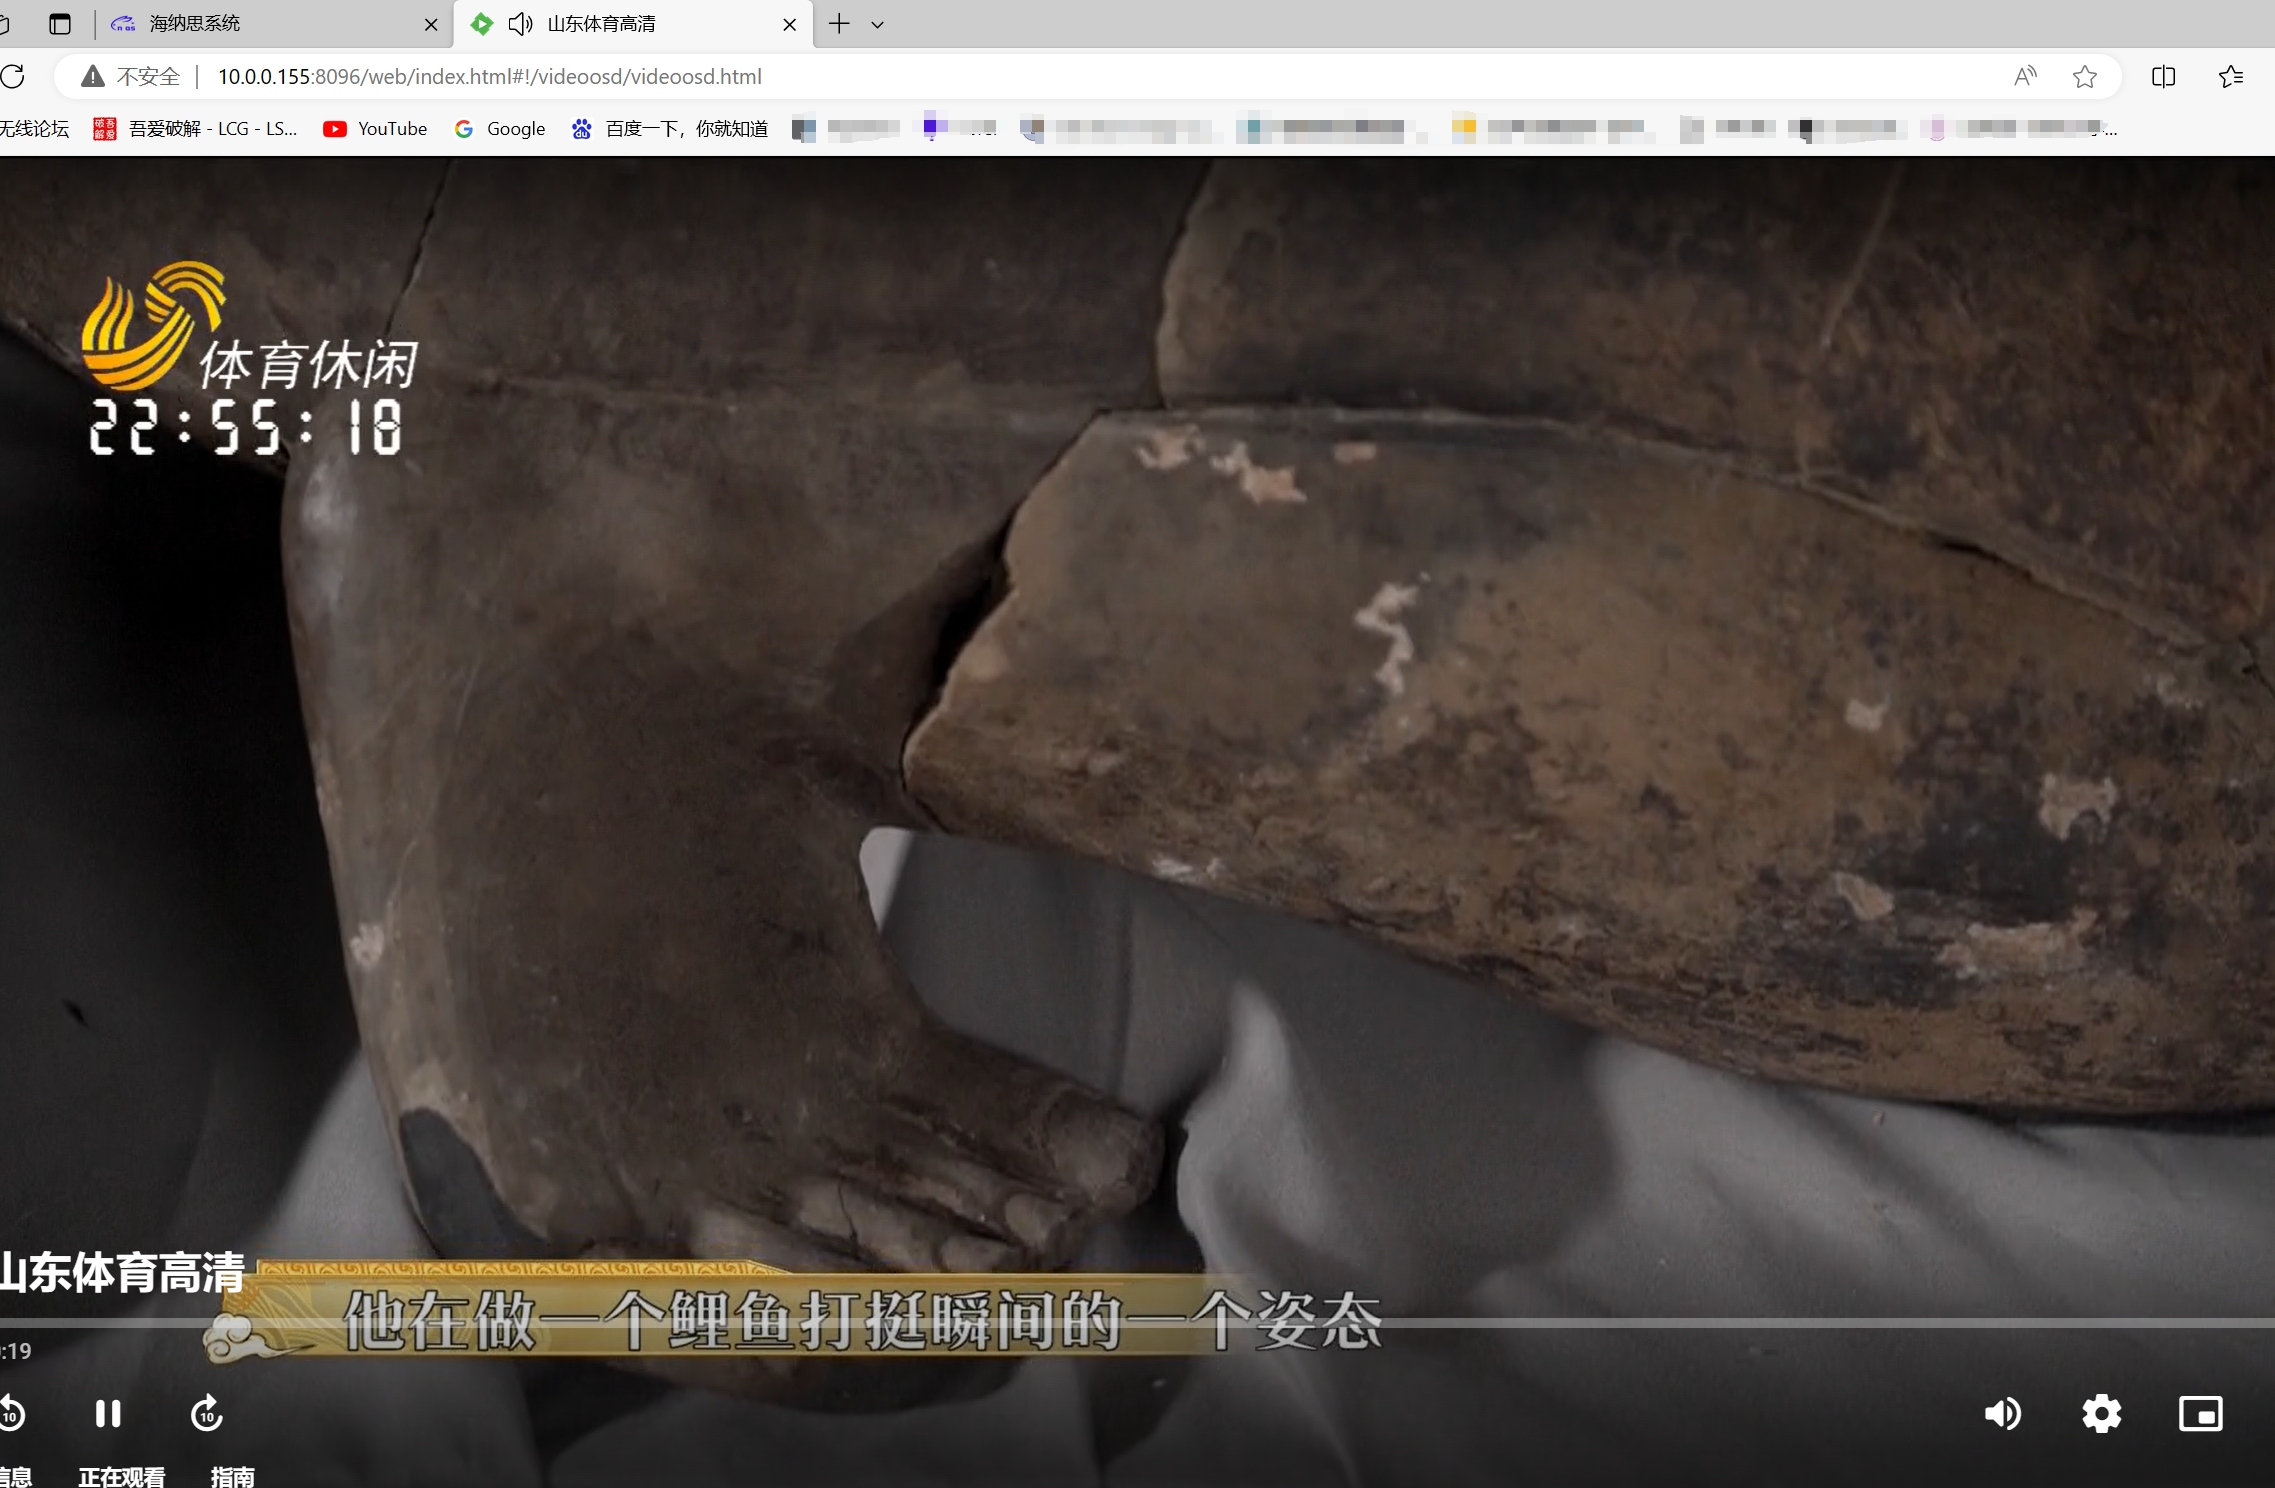 海纳思系统
山东体育高清
不安全
10.0.0.155:8096/web/index.html#!/videoosd/videoosd.html
无线论坛
吾爱破解 - LCG - LS...
YouTube
Google
百度一下，你就知道
体育休闲
22:55:18
山东体育高清
他在做一个鲤鱼打挺瞬间的一个姿态
:19
10
10
信息
正在观看
指南